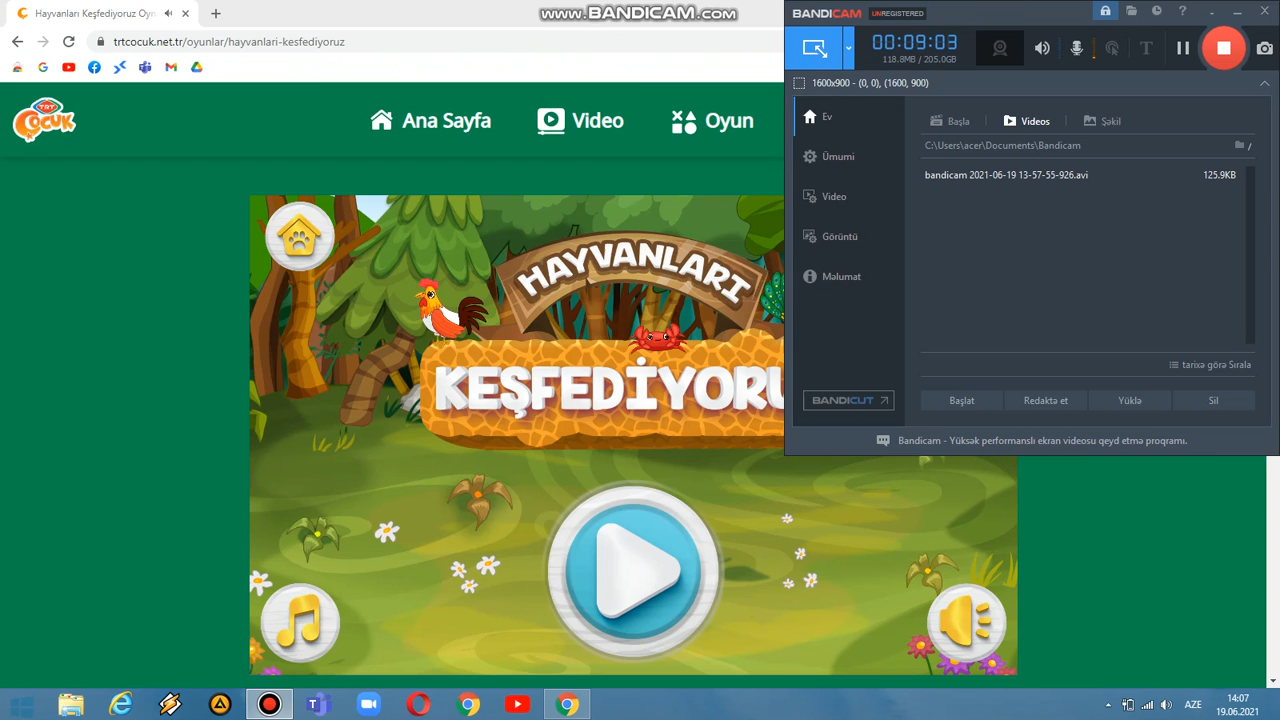 Hayvanları Keşfediyoruz Oyn
www.BANDICAM.com
trtcocuk.net.tr/oyunlar/hayvanlari-kesfediyoruz
TRT
Çocuk
Ana Sayfa
Video
Oyun
HAYVANLARI
KEŞFEDİYORU
BANDICAM
UNREGISTERED
00:09:03
118.8MB / 205.0GB
1600x900 - (0, 0), (1600, 900)
Ev
Ümumi
Video
Görüntü
Məlumat
BANDICUT
Başla
Videos
Şəkil
C:\Users\acer\Documents\Bandicam
bandicam 2021-06-19 13-57-55-926.avi
125.9KB
tarixə görə Sırala
Başlat
Redaktə et
Yüklə
Sil
Bandicam - Yüksək performanslı ekran videosu qeyd etmə proqramı.
AZE
14:07
19.06.2021